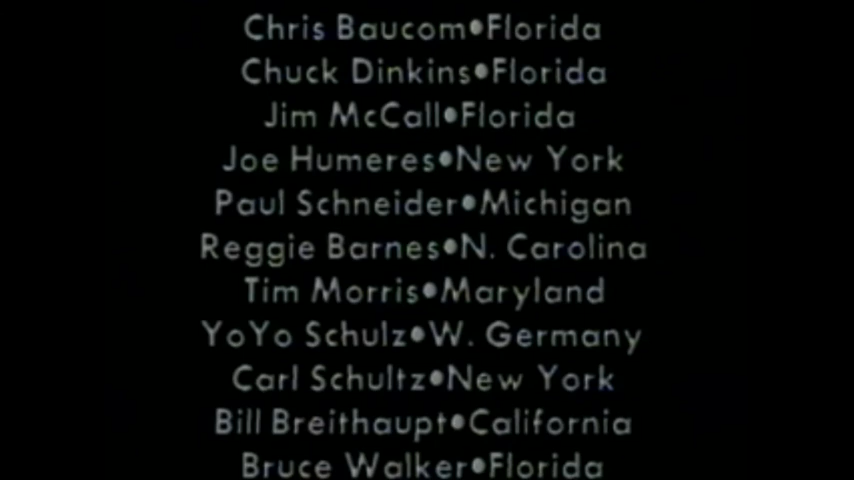 Chris Baucom•Florida
Chuck Dinkins•Florida
Jim McCall•Florida
Joe Humeres•New York
Paul Schneider•Michigan
Reggie Barnes•N. Carolina
Tim Morris•Maryland
YoYo Schulz•W. Germany
Carl Schultz•New York
Bill Breithaupt•California
Bruce Walker•Florida